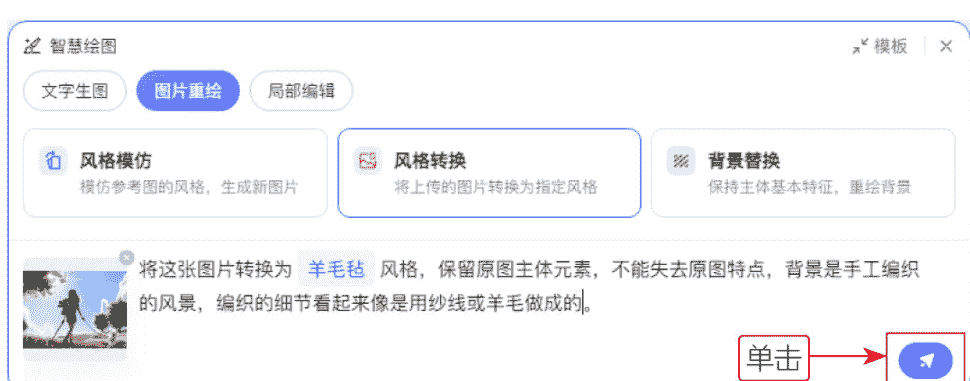 智慧绘图
模板
文字生图
图片重绘
局部编辑
风格模仿
模仿参考图的风格，生成新图片
风格转换
将上传的图片转换为指定风格
背景替换
保持主体基本特征，重绘背景
将这张图片转换为 羊毛毡 风格，保留原图主体元素，不能失去原图特点，背景是手工编织
的风景，编织的细节看起来像是用纱线或羊毛做成的。
单击